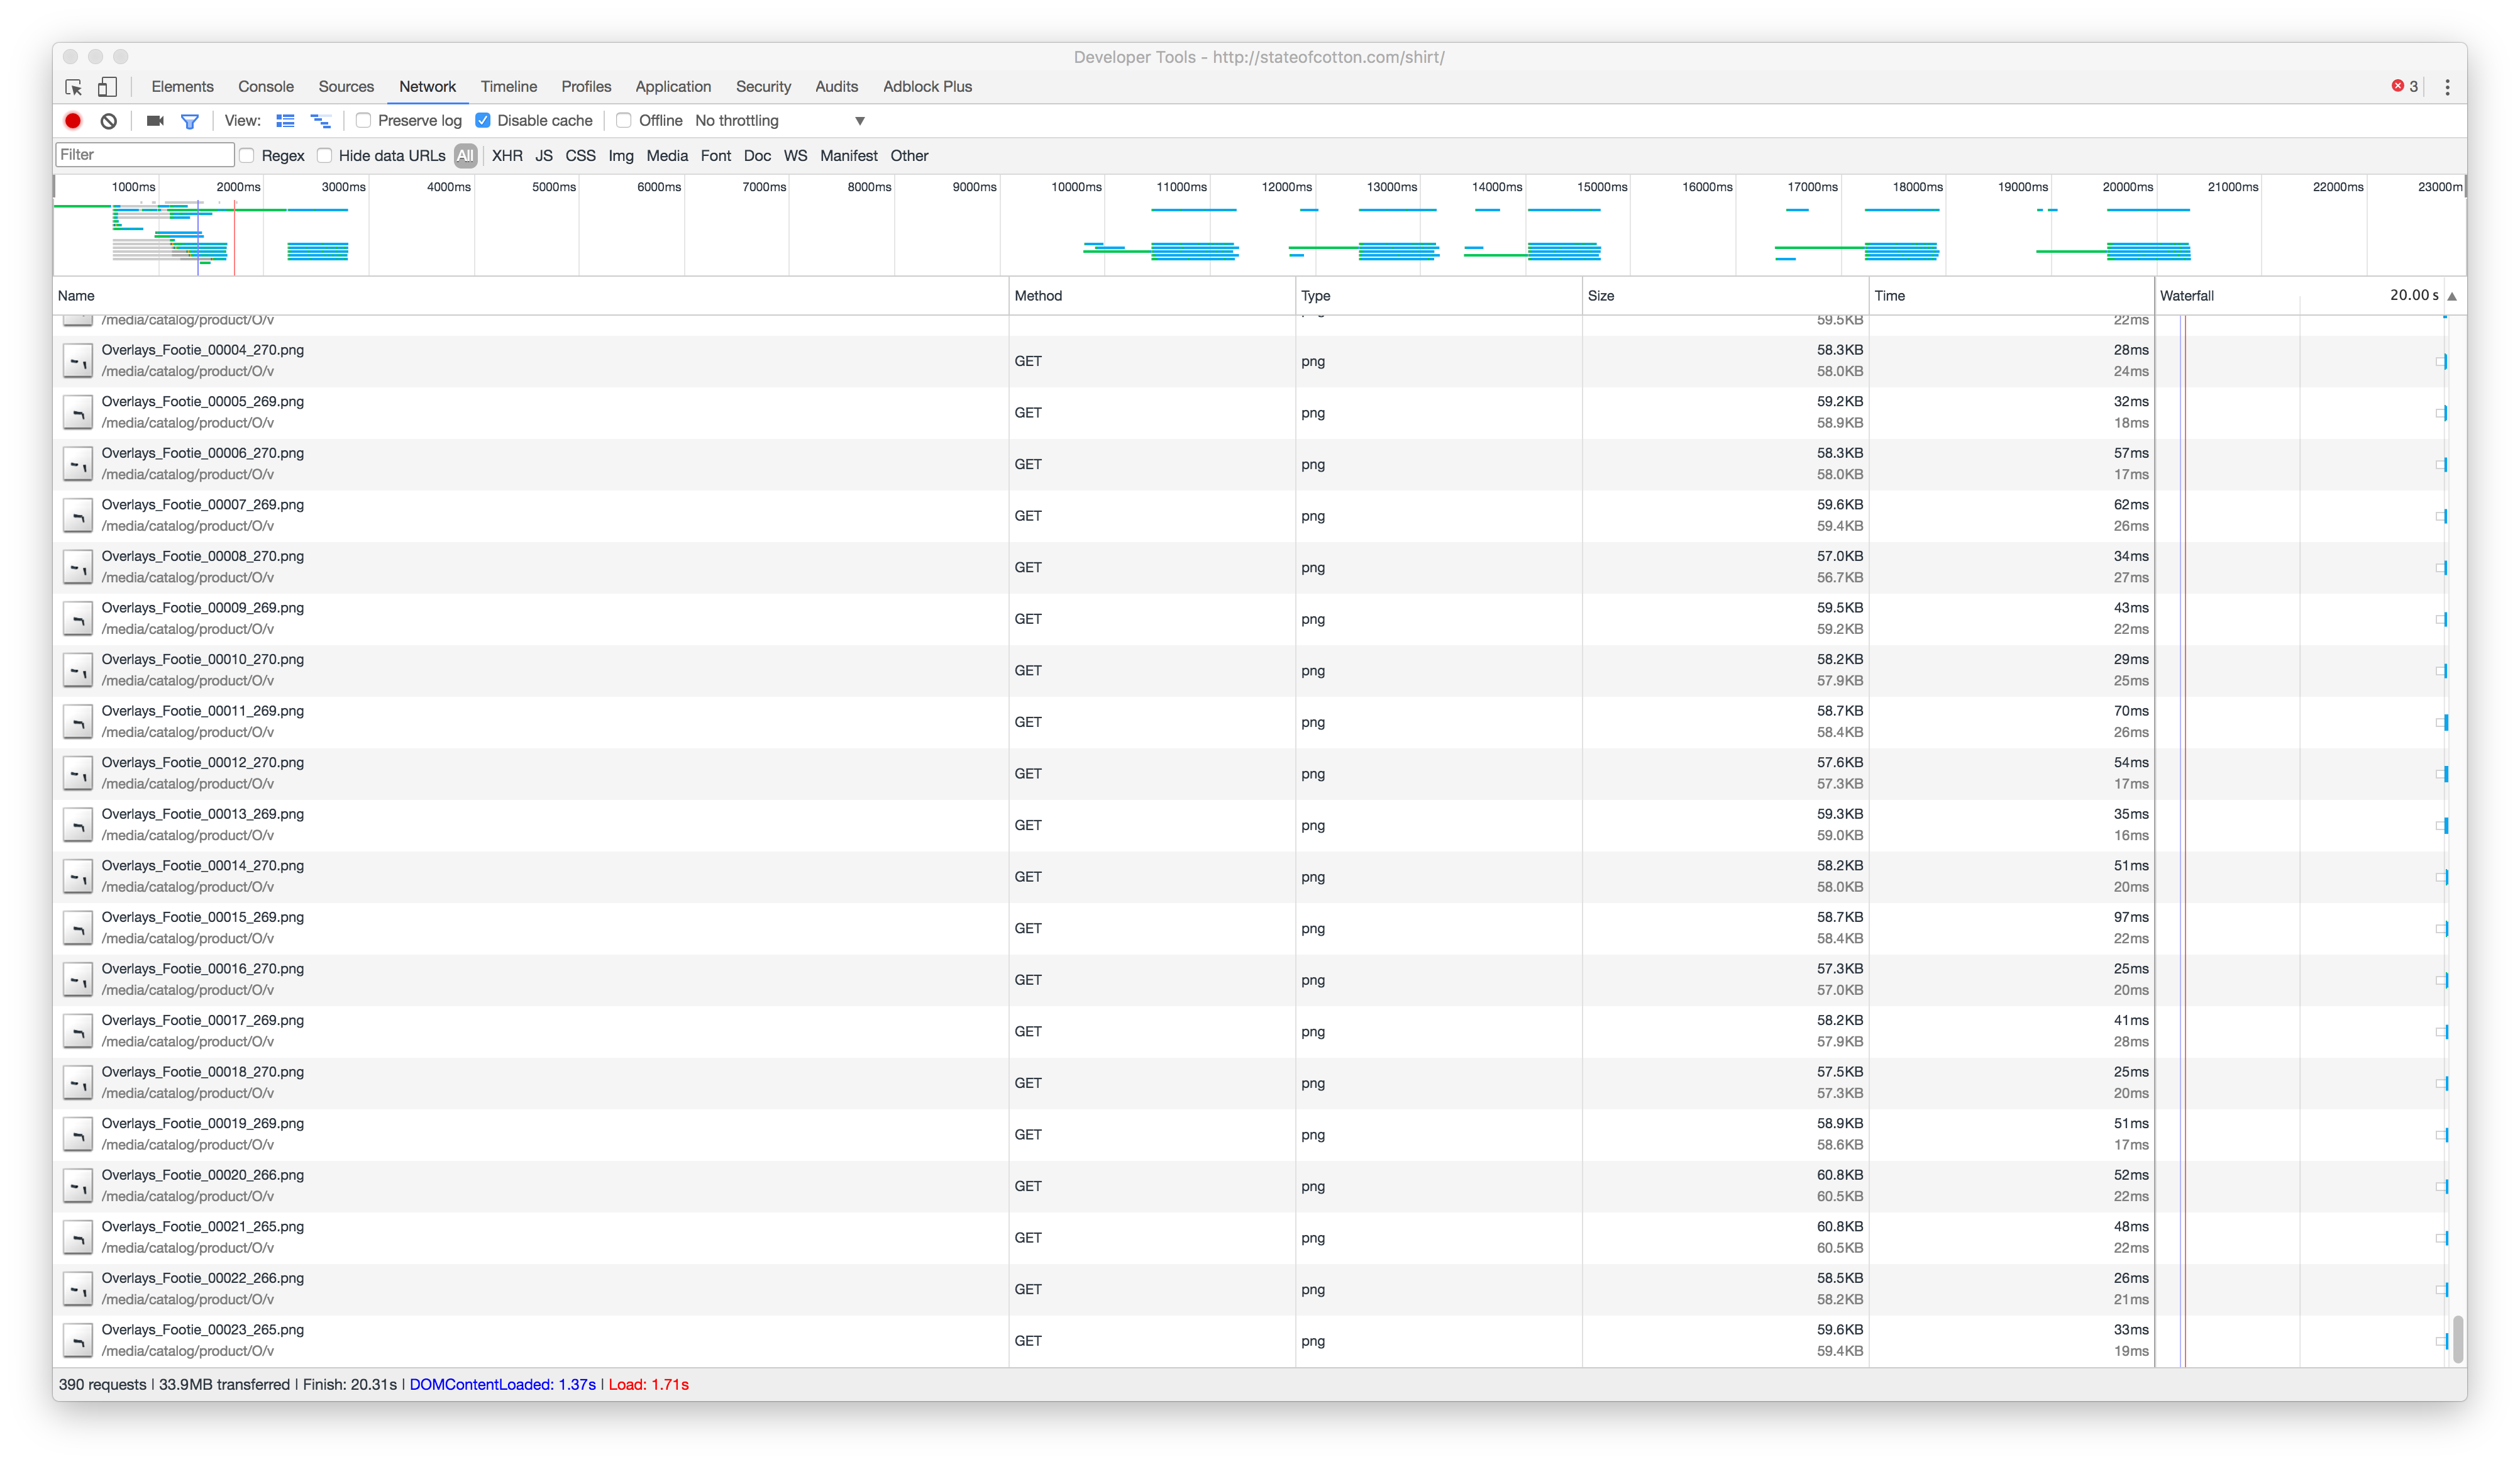 Developer Tools - http://stateofcotton.com/shirt/
Elements Console Sources Network Timeline Profiles Application Security Audits Adblock Plus 3
View: Preserve log Disable cache Offline No throttling
Filter Regex Hide data URLs All XHR JS CSS Img Media Font Doc WS Manifest Other
1000ms 2000ms 3000ms 4000ms 5000ms 6000ms 7000ms 8000ms 9000ms 10000ms 11000ms 12000ms 13000ms 14000ms 15000ms 16000ms 17000ms 18000ms 19000ms 20000ms 21000ms 22000ms 23000m
Name Method Type Size Time Waterfall 20.00 s
/media/catalog/product/O/v 59.5KB 22ms
Overlays_Footie_00004_270.png GET png 58.3KB 28ms
/media/catalog/product/O/v 58.0KB 24ms
Overlays_Footie_00005_269.png GET png 59.2KB 32ms
/media/catalog/product/O/v 58.9KB 18ms
Overlays_Footie_00006_270.png GET png 58.3KB 57ms
/media/catalog/product/O/v 58.0KB 17ms
Overlays_Footie_00007_269.png GET png 59.6KB 62ms
/media/catalog/product/O/v 59.4KB 26ms
Overlays_Footie_00008_270.png GET png 57.0KB 34ms
/media/catalog/product/O/v 56.7KB 27ms
Overlays_Footie_00009_269.png GET png 59.5KB 43ms
/media/catalog/product/O/v 59.2KB 22ms
Overlays_Footie_00010_270.png GET png 58.2KB 29ms
/media/catalog/product/O/v 57.9KB 25ms
Overlays_Footie_00011_269.png GET png 58.7KB 70ms
/media/catalog/product/O/v 58.4KB 26ms
Overlays_Footie_00012_270.png GET png 57.6KB 54ms
/media/catalog/product/O/v 57.3KB 17ms
Overlays_Footie_00013_269.png GET png 59.3KB 35ms
/media/catalog/product/O/v 59.0KB 16ms
Overlays_Footie_00014_270.png GET png 58.2KB 51ms
/media/catalog/product/O/v 58.0KB 20ms
Overlays_Footie_00015_269.png GET png 58.7KB 97ms
/media/catalog/product/O/v 58.4KB 22ms
Overlays_Footie_00016_270.png GET png 57.3KB 25ms
/media/catalog/product/O/v 57.0KB 20ms
Overlays_Footie_00017_269.png GET png 58.2KB 41ms
/media/catalog/product/O/v 57.9KB 28ms
Overlays_Footie_00018_270.png GET png 57.5KB 25ms
/media/catalog/product/O/v 57.3KB 20ms
Overlays_Footie_00019_269.png GET png 58.9KB 51ms
/media/catalog/product/O/v 58.6KB 17ms
Overlays_Footie_00020_266.png GET png 60.8KB 52ms
/media/catalog/product/O/v 60.5KB 22ms
Overlays_Footie_00021_265.png GET png 60.8KB 48ms
/media/catalog/product/O/v 60.5KB 22ms
Overlays_Footie_00022_266.png GET png 58.5KB 26ms
/media/catalog/product/O/v 58.2KB 21ms
Overlays_Footie_00023_265.png GET png 59.6KB 33ms
/media/catalog/product/O/v 59.4KB 19ms
390 requests | 33.9MB transferred | Finish: 20.31s | DOMContentLoaded: 1.37s | Load: 1.71s